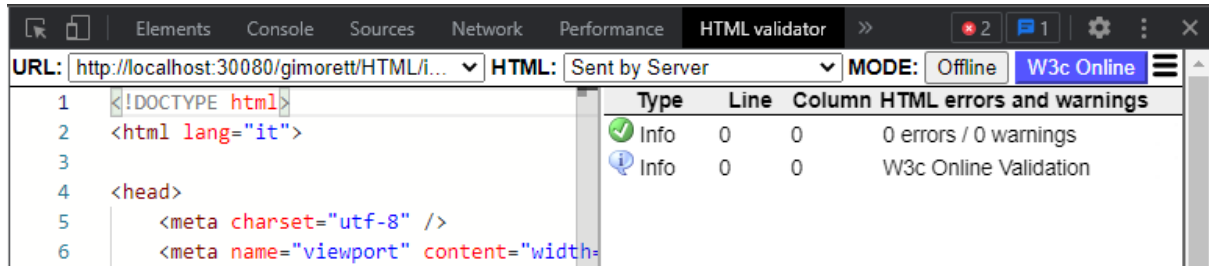 Elements Console Sources Network Performance HTML validator » 2 1
URL: http://localhost:30080/gimorett/HTML/i... HTML: Sent by Server MODE: Offline W3c Online
1 <!DOCTYPE html>
2 <html lang="it">
3
4 <head>
5 <meta charset="utf-8" />
6 <meta name="viewport" content="width=
Type Line Column HTML errors and warnings
Info 0 0 0 errors / 0 warnings
Info 0 0 W3c Online Validation